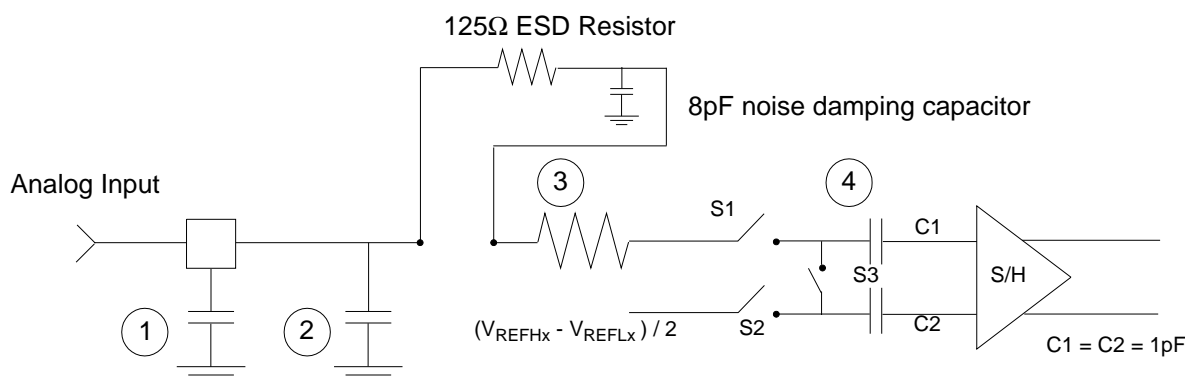 125Ω ESD Resistor
8pF noise damping capacitor
Analog Input
3
4
S1
C1
S3
S/H
1
2
(VREFHx - VREFLx) / 2
S2
C2
C1 = C2 = 1pF